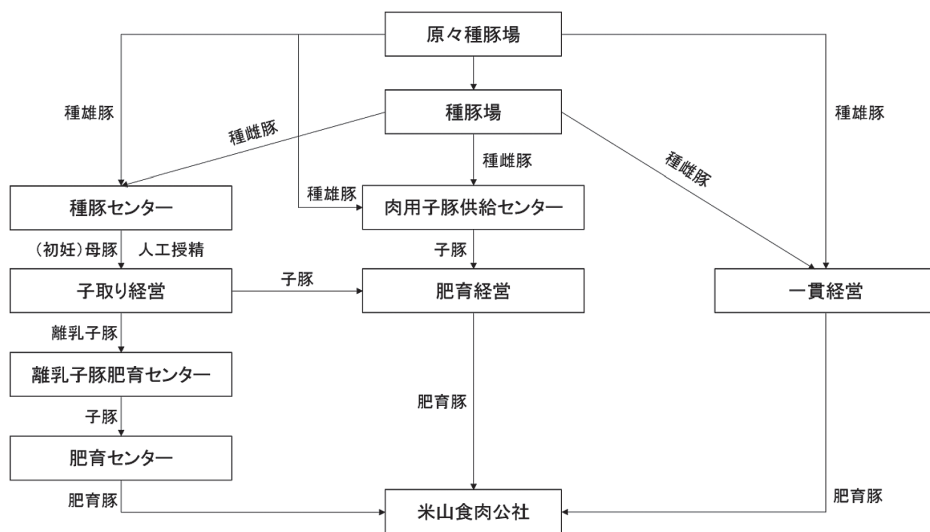 原々種豚場
種雄豚
種豚場
種雄豚
種雌豚
種雌豚
種雌豚
種豚センター
種雄豚
肉用子豚供給センター
(初妊)母豚 人工授精
子豚
子取り経営
子豚
肥育経営
一貫経営
離乳子豚
離乳子豚肥育センター
肥育豚
子豚
肥育センター
肥育豚
米山食肉公社
肥育豚